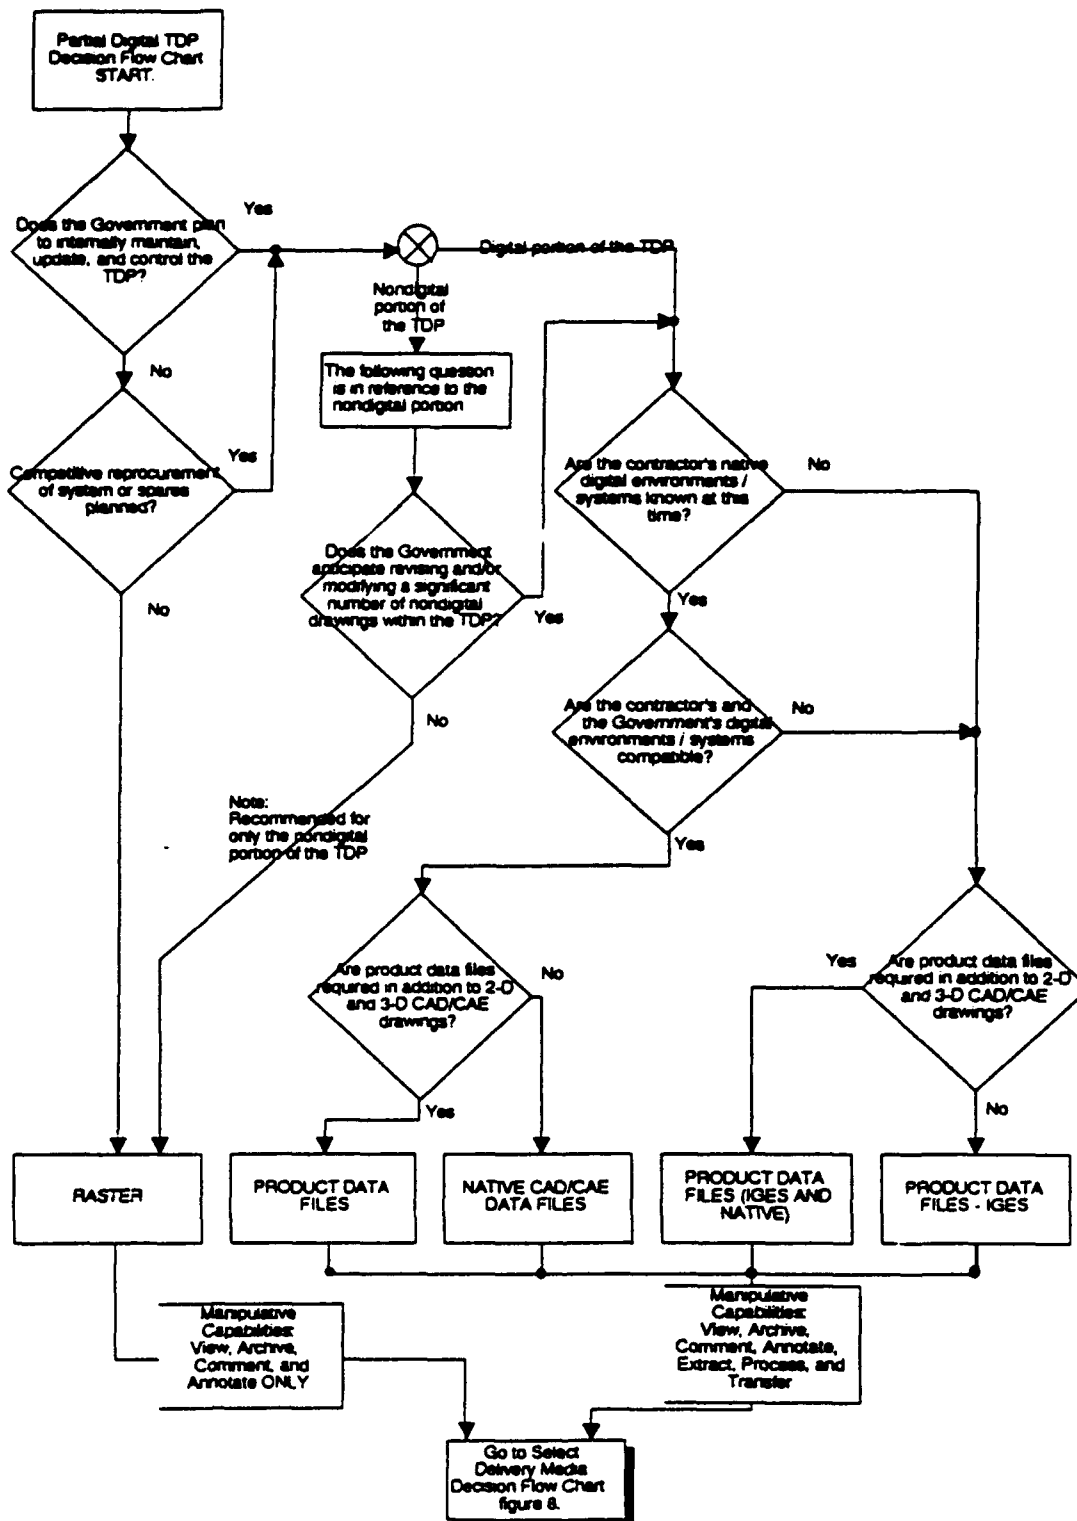 Partial Digital TDP
Decision Flow Chart
START.
Does the Government plan
to internally maintain,
update, and control the
TDP?
Yes
No
Digital portion of the TDP
Nondigital
portion of
the TDP
The following question
is in reference to the
nondigital portion
Competitive reprocurement
of system or spares
planned?
Yes
No
Does the Government
anticipate revising and/or
modifying a significant
number of nondigital
drawings within the TDP?
Yes
No
Are the contractor's native
digital environments /
systems known at this
time?
No
Yes
Are the contractor's and
the Government's digital
environments / systems
compatible?
No
Yes
Note:
Recommended for
only the nondigital
portion of the TDP
Are product data files
required in addition to 2-D
and 3-D CAD/CAE
drawings?
No
Yes
Are product data files
required in addition to 2-D
and 3-D CAD/CAE
drawings?
Yes
No
RASTER
PRODUCT DATA
FILES
NATIVE CAD/CAE
DATA FILES
PRODUCT DATA
FILES (IGES AND
NATIVE)
PRODUCT DATA
FILES - IGES
Manipulative
Capabilities:
View, Archive,
Comment, and
Annotate ONLY
Manipulative
Capabilities:
View, Archive,
Comment, Annotate,
Extract, Process, and
Transfer
Go to Select
Delivery Media
Decision Flow Chart
figure 8.